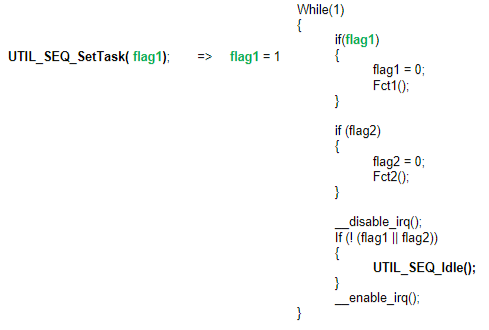 While(1)
{
if(flag1)
UTIL_SEQ_SetTask( flag1); => flag1 = 1
{
flag1 = 0;
Fct1();
}
if (flag2)
{
flag2 = 0;
Fct2();
}
__disable_irq();
If (! (flag1 || flag2))
{
UTIL_SEQ_Idle();
}
__enable_irq();
}